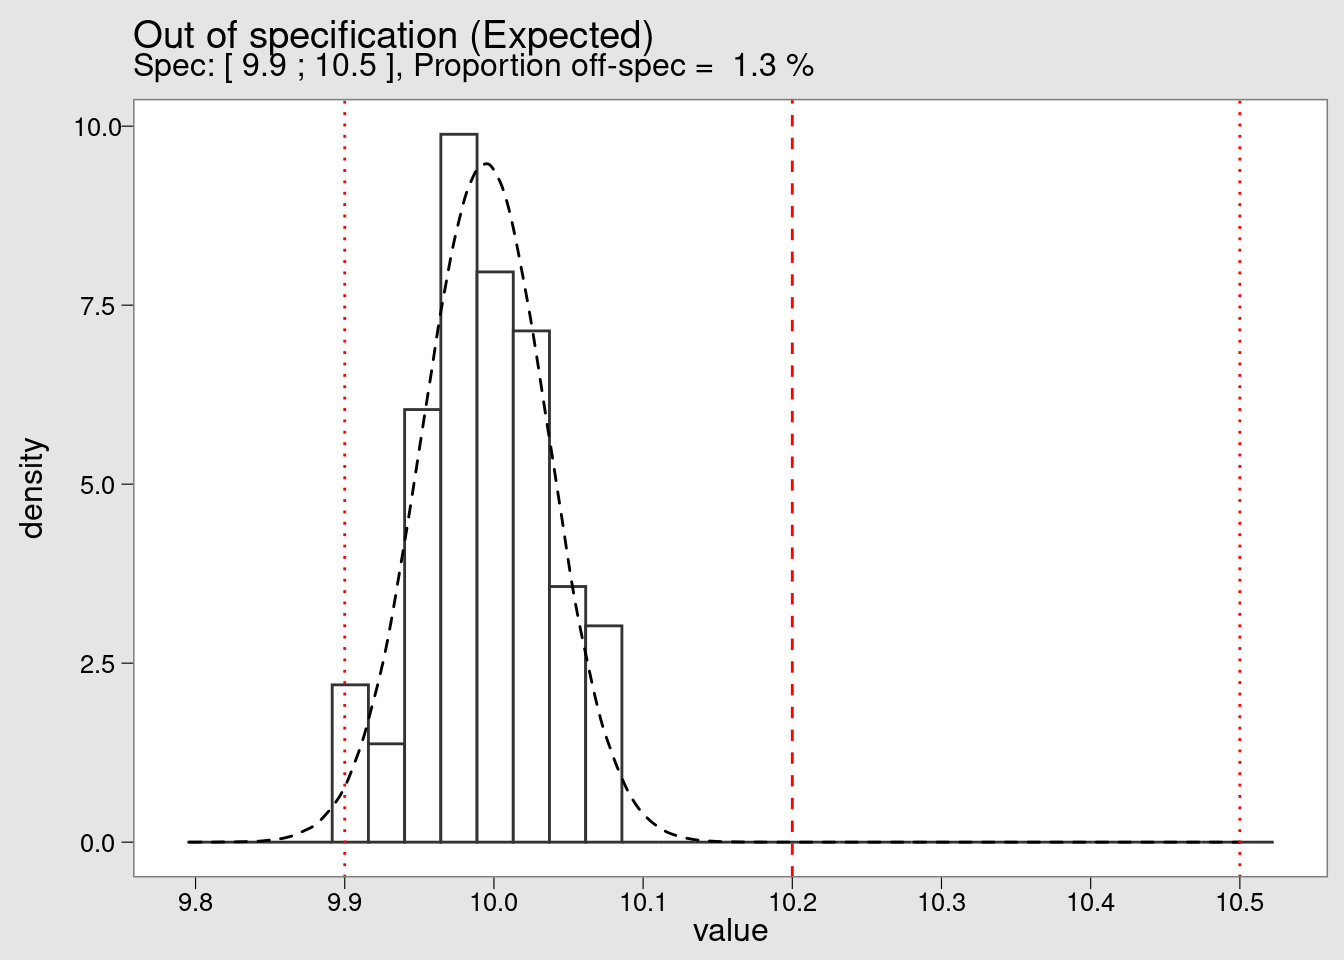 Out of specification (Expected)
Spec: [ 9.9 ; 10.5 ], Proportion off-spec =  1.3 %
10.0
7.5
5.0
2.5
0.0
density
9.8 9.9 10.0 10.1 10.2 10.3 10.4 10.5
value